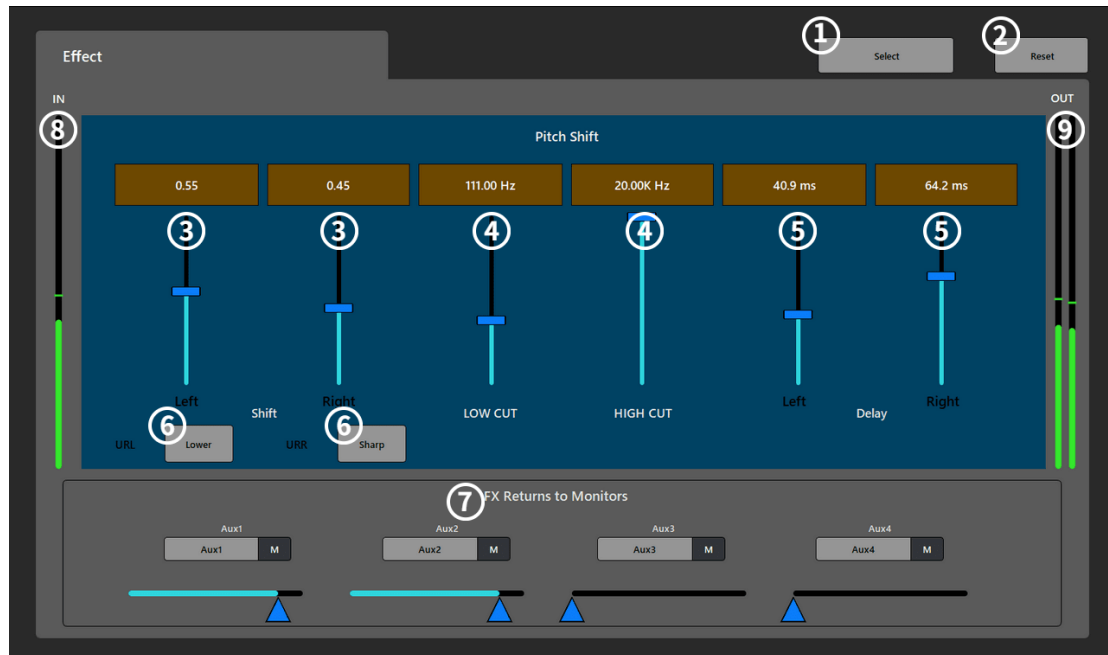 ① Select ② Reset
Effect
IN OUT
⑧ ⑨
Pitch Shift
0.55 0.45 111.00 Hz 20.00K Hz 40.9 ms 64.2 ms
③ ③ ④ ④ ⑤ ⑤
Left Right Left Right
Shift LOW CUT HIGH CUT Delay
⑥ ⑥
URL Lower URR Sharp
⑦ FX Returns to Monitors
Aux1 Aux2 Aux3 Aux4
Aux1 M Aux2 M Aux3 M Aux4 M